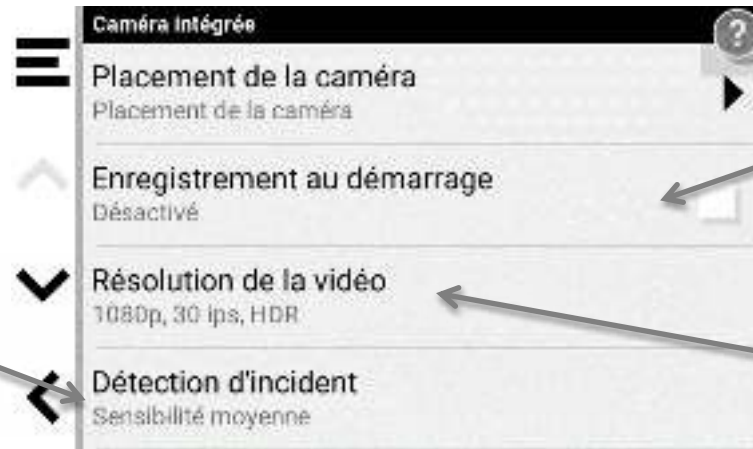 Caméra Intégrée
?
Placement de la caméra
Placement de la caméra
Enregistrement au démarrage
Désactivé
Résolution de la vidéo
1080p, 30 ips, HDR
Détection d'incident
Sensibilité moyenne